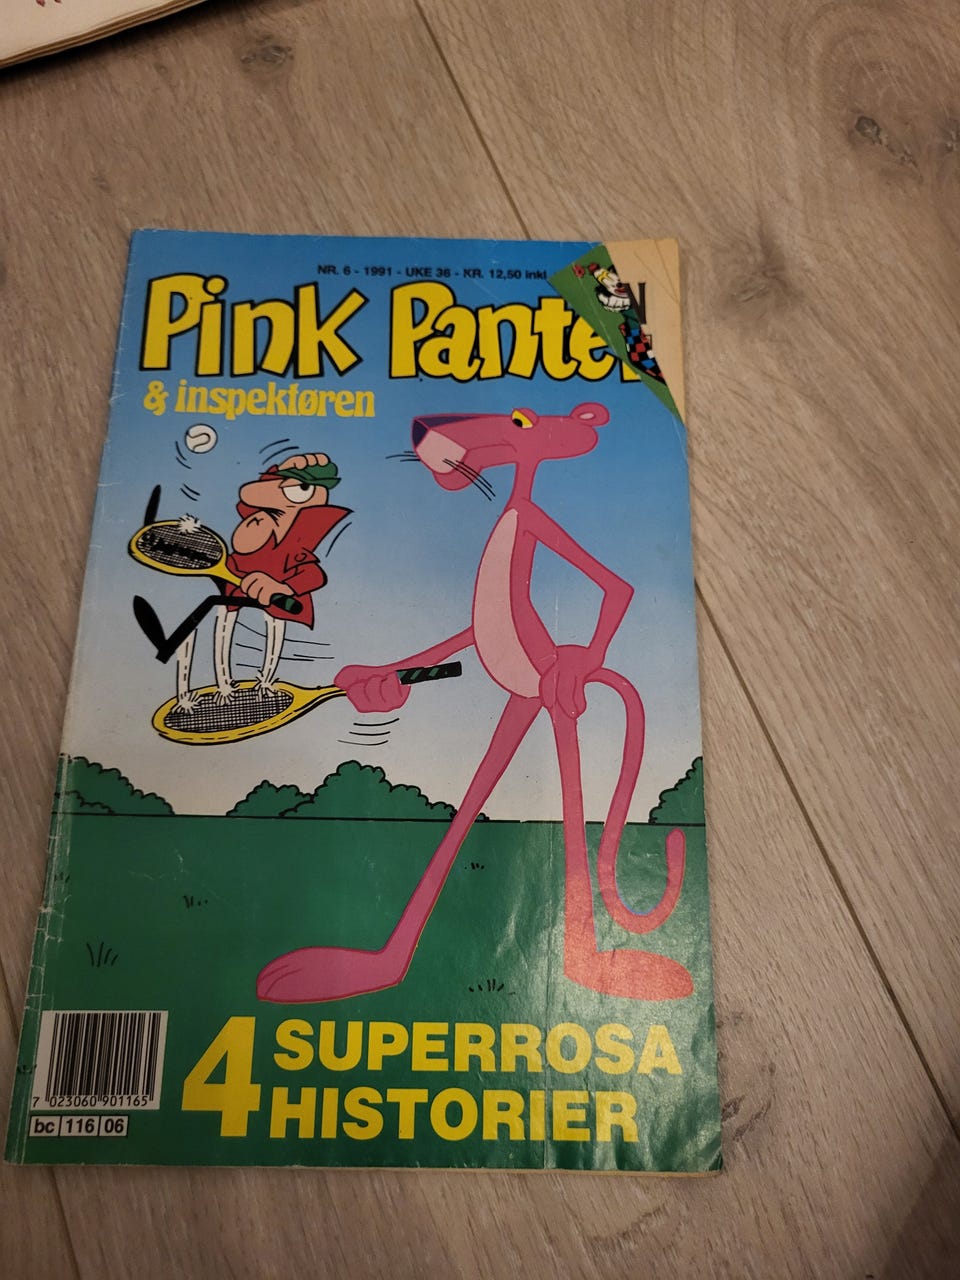 NR. 6 - 1991 - UKE 36 - KR. 12,50 inkl
Pink Pante
& inspektøren
4 SUPERROSA
HISTORIER
7 023060 901165
bc 116 06